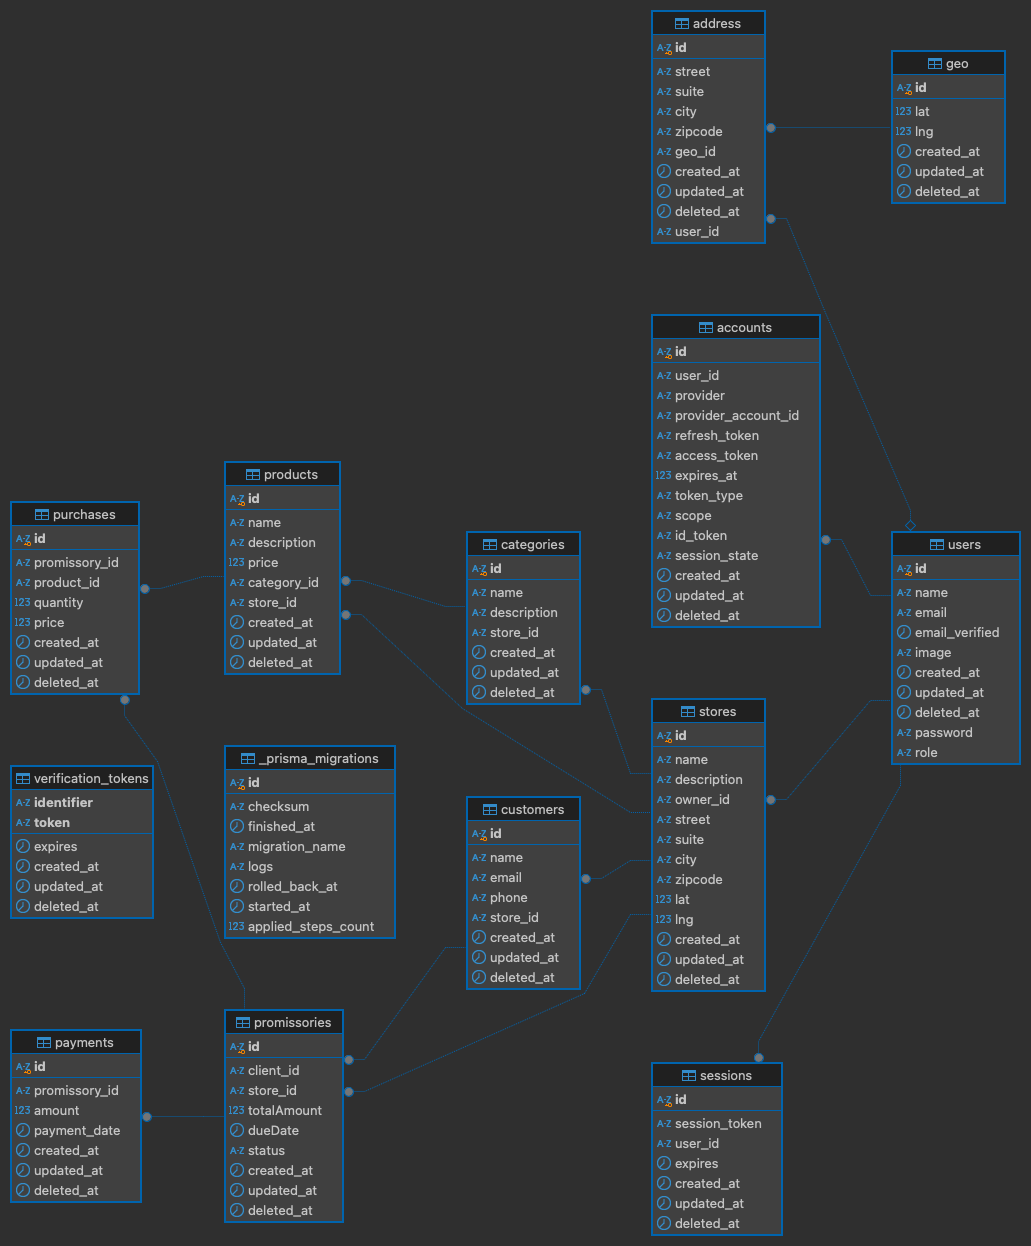 address
A-Z id
A-Z street
A-Z suite
A-Z city
A-Z zipcode
A-Z geo_id
created_at
updated_at
deleted_at
A-Z user_id
geo
A-Z id
123 lat
123 lng
created_at
updated_at
deleted_at
accounts
A-Z id
A-Z user_id
A-Z provider
A-Z provider_account_id
A-Z refresh_token
A-Z access_token
123 expires_at
A-Z token_type
A-Z scope
A-Z id_token
A-Z session_state
created_at
updated_at
deleted_at
products
A-Z id
A-Z name
A-Z description
123 price
A-Z category_id
A-Z store_id
created_at
updated_at
deleted_at
purchases
A-Z id
A-Z promissory_id
A-Z product_id
123 quantity
123 price
created_at
updated_at
deleted_at
categories
A-Z id
A-Z name
A-Z description
A-Z store_id
created_at
updated_at
deleted_at
users
A-Z id
A-Z name
A-Z email
email_verified
A-Z image
created_at
updated_at
deleted_at
A-Z password
A-Z role
stores
A-Z id
A-Z name
A-Z description
A-Z owner_id
A-Z street
A-Z suite
A-Z city
A-Z zipcode
123 lat
123 lng
created_at
updated_at
deleted_at
verification_tokens
A-Z identifier
A-Z token
expires
created_at
updated_at
deleted_at
_prisma_migrations
A-Z id
A-Z checksum
finished_at
A-Z migration_name
A-Z logs
rolled_back_at
started_at
123 applied_steps_count
customers
A-Z id
A-Z name
A-Z email
A-Z phone
A-Z store_id
created_at
updated_at
deleted_at
payments
A-Z id
A-Z promissory_id
123 amount
payment_date
created_at
updated_at
deleted_at
promissories
A-Z id
A-Z client_id
A-Z store_id
123 totalAmount
dueDate
A-Z status
created_at
updated_at
deleted_at
sessions
A-Z id
A-Z session_token
A-Z user_id
expires
created_at
updated_at
deleted_at